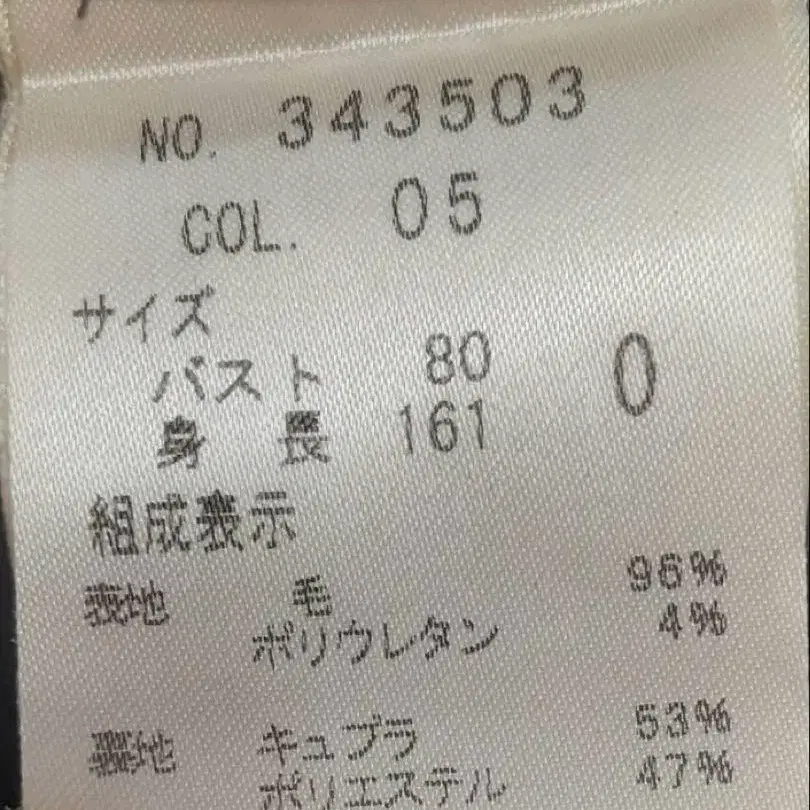 NO. 343503
COL. 05
サイズ
バスト 80 0
身長 161
組成表示
表地 毛 96%
ポリウレタン 4%
裏地 キュプラ 53%
ポリエステル 47%